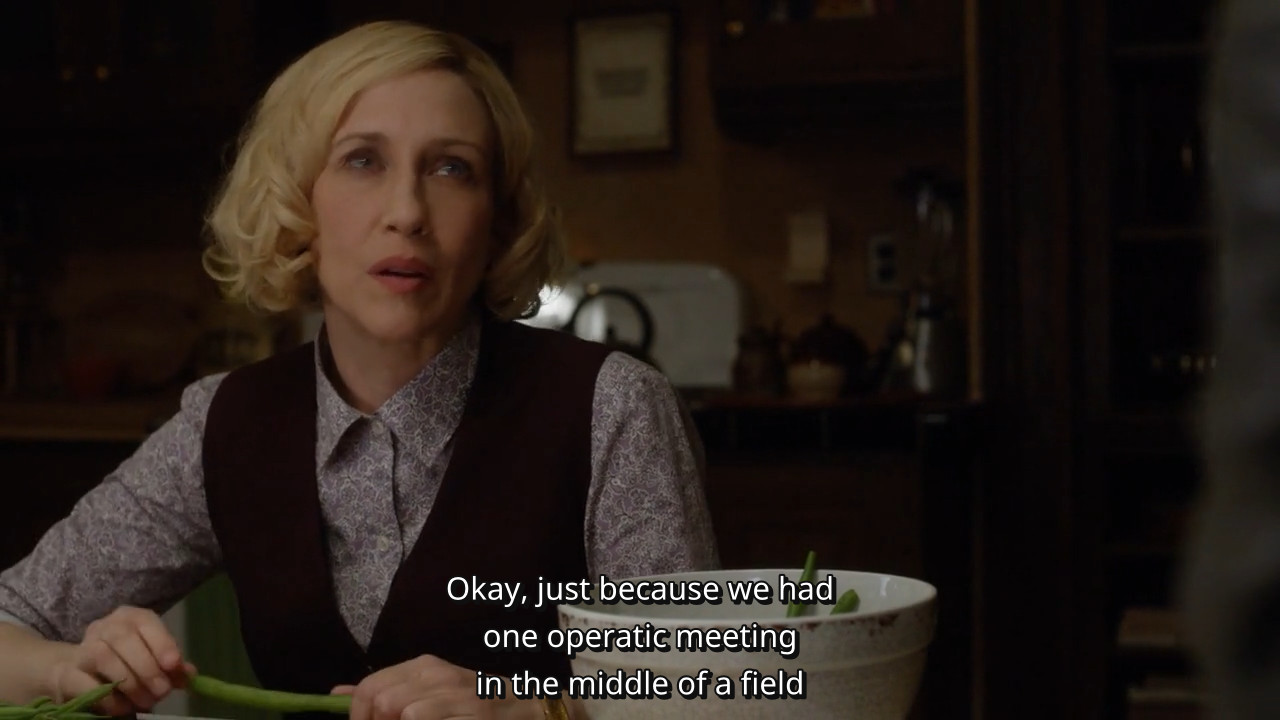 Okay, just because we had
one operatic meeting
in the middle of a field